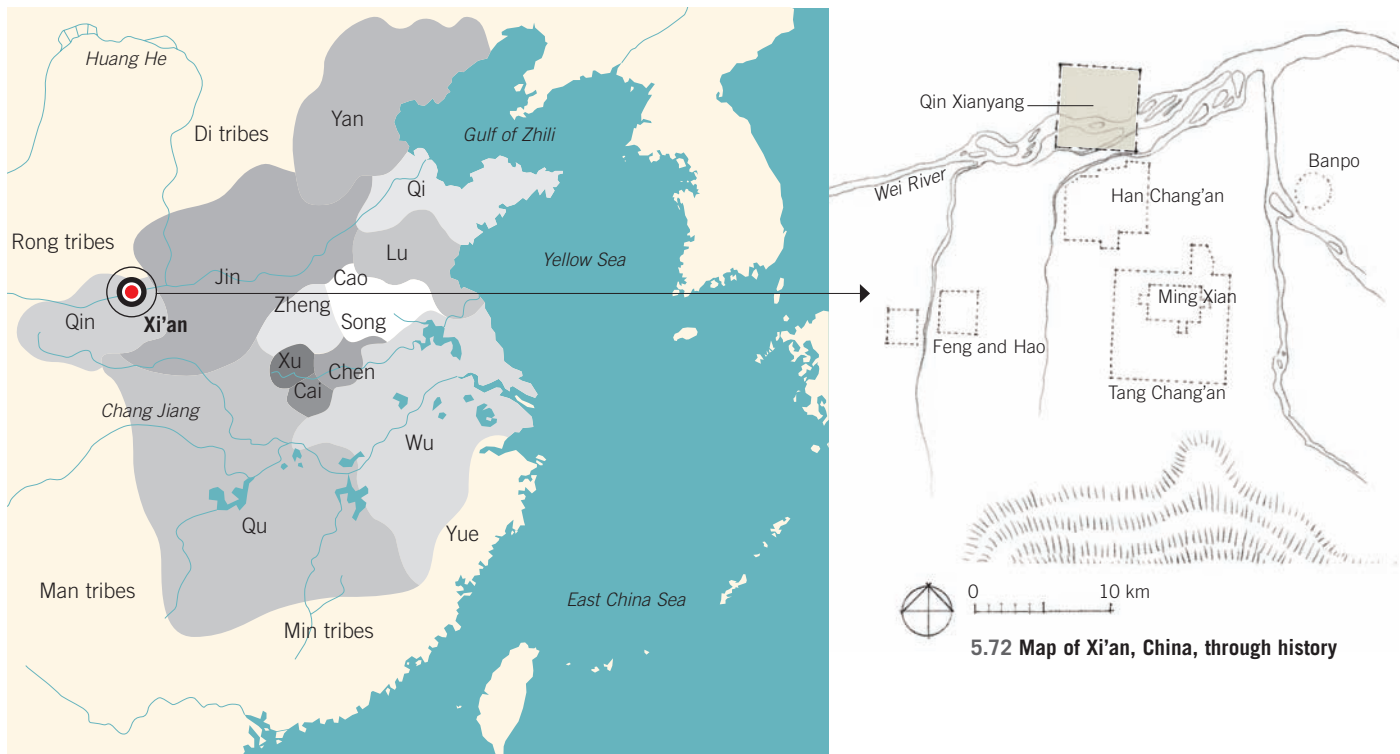 Huang He
Di tribes
Yan
Gulf of Zhili
Qi
Rong tribes
Lu
Yellow Sea
Jin
Cao
Zheng
Qin
Xi’an
Song
Xu
Chen
Cai
Chang Jiang
Wu
Qu
Yue
Man tribes
East China Sea
Min tribes
Qin Xianyang
Banpo
Wei River
Han Chang’an
Ming Xian
Feng and Hao
Tang Chang’an
0 10 km
5.72 Map of Xi’an, China, through history